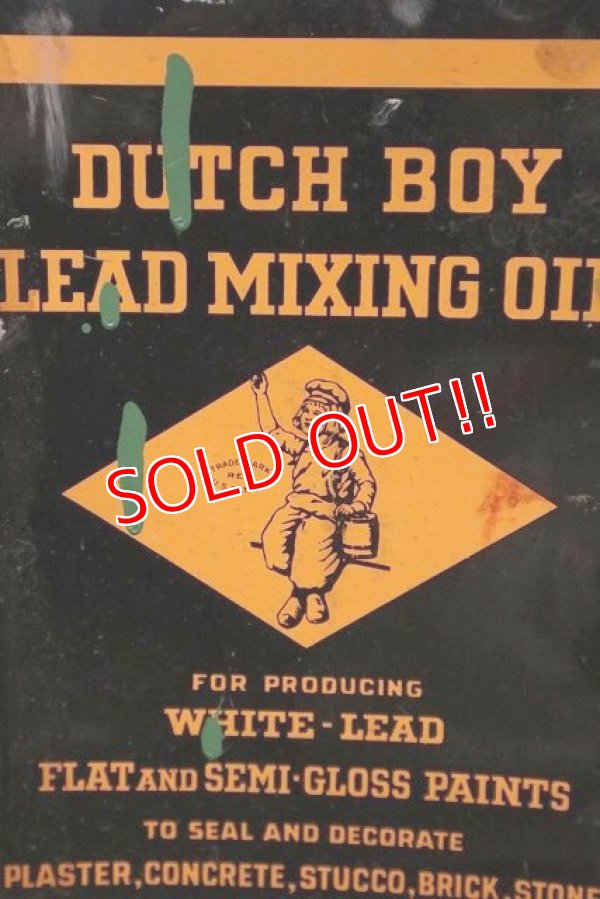 DUTCH BOY
LEAD MIXING OIL
SOLD OUT!!
TRADE MARK
U.S.
FOR PRODUCING
WHITE-LEAD
FLAT AND SEMI-GLOSS PAINTS
TO SEAL AND DECORATE
PLASTER, CONCRETE, STUCCO, BRICK, STONE